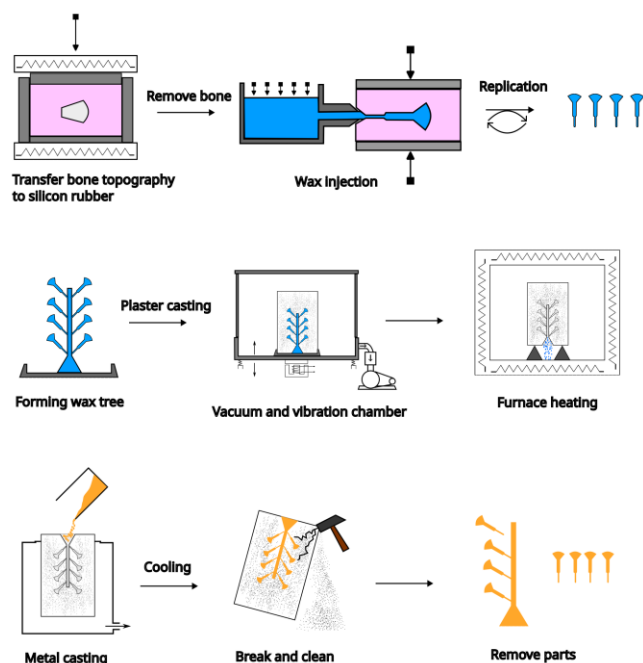 Remove bone
Replication
Transfer bone topography
to silicon rubber
Wax injection
Plaster casting
Forming wax tree
Vacuum and vibration chamber
Furnace heating
Cooling
Metal casting
Break and clean
Remove parts